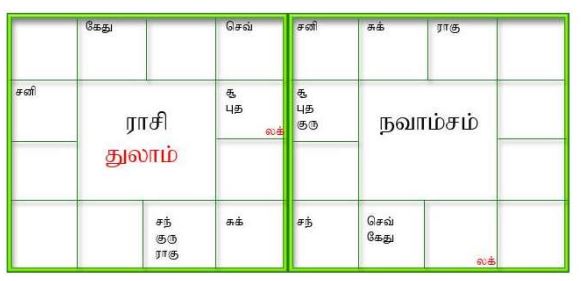 கேது
செவ்
சனி
சூ
புத
லக்
ராசி
துலாம்
சந்
குரு
ராகு
சுக்
சனி
சுக்
ராகு
சூ
புத
குரு
நவாம்சம்
சந்
செவ்
கேது
லக்